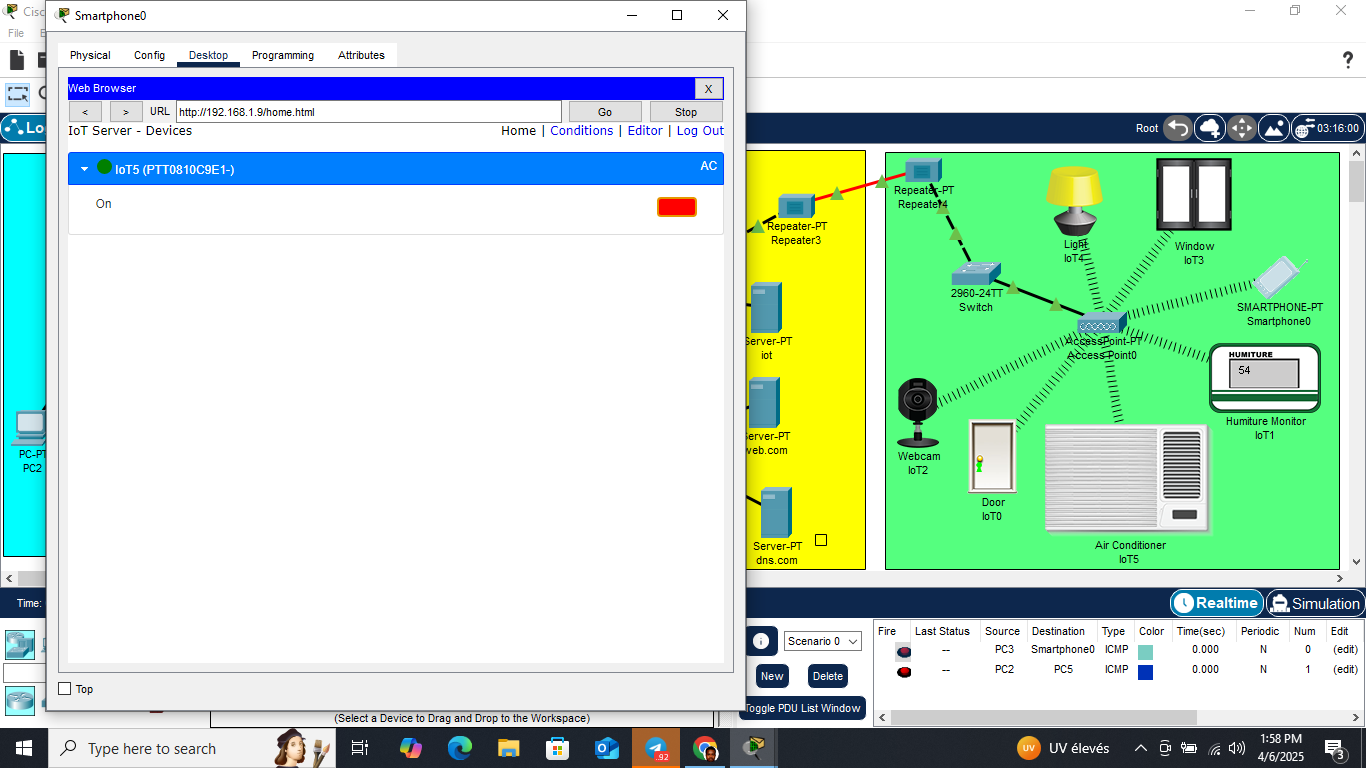 Cisc
Smartphone0
File
Physical Config Desktop Programming Attributes
Web Browser
X
< > URL http://192.168.1.9/home.html Go Stop
IoT Server - Devices
Home | Conditions | Editor | Log Out
IoT5 (PTT0810C9E1-)
AC
On
Top
Root
03:16:00
Repeater-PT
Repeater4
Repeater-PT
Repeater3
Light
IoT4
Window
IoT3
2960-24TT
Switch
SMARTPHONE-PT
Smartphone0
AccessPoint-PT
Access Point0
Server-PT
iot
HUMITURE
54
Humiture Monitor
IoT1
Webcam
IoT2
Server-PT
web.com
Door
IoT0
PC-PT
PC2
Server-PT
dns.com
Air Conditioner
IoT5
Time:
Realtime
Simulation
Scenario 0
New
Delete
Toggle PDU List Window
Fire Last Status Source Destination Type Color Time(sec) Periodic Num Edit
-- PC3 Smartphone0 ICMP 0.000 N 0 (edit)
-- PC2 PC5 ICMP 0.000 N 1 (edit)
(Select a Device to Drag and Drop to the Workspace)
Type here to search
.92
UV
UV élevés
1:58 PM
4/6/2025
3